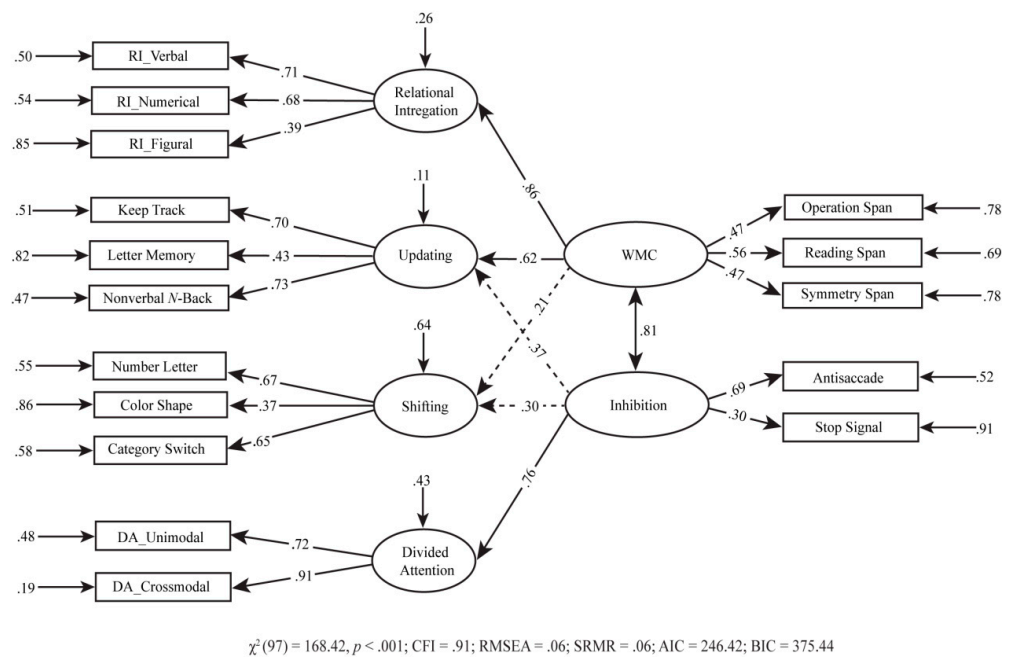 .26
.50
RI_Verbal
.71
.54
RI_Numerical
.68
Relational
Intregation
.85
RI_Figural
.39
.86
.11
.51
Keep Track
.70
.82
Letter Memory
.43
Updating
.62
.47
Nonverbal N-Back
.73
WMC
.47
Operation Span
.78
.56
Reading Span
.69
.47
Symmetry Span
.78
.21
.37
.81
.64
.55
Number Letter
.67
.86
Color Shape
.37
Shifting
.30
.58
Category Switch
.65
Inhibition
.69
Antisaccade
.52
.30
Stop Signal
.91
.76
.43
.48
DA_Unimodal
.72
Divided
Attention
.19
DA_Crossmodal
.91
χ² (97) = 168.42, p < .001; CFI = .91; RMSEA = .06; SRMR = .06; AIC = 246.42; BIC = 375.44